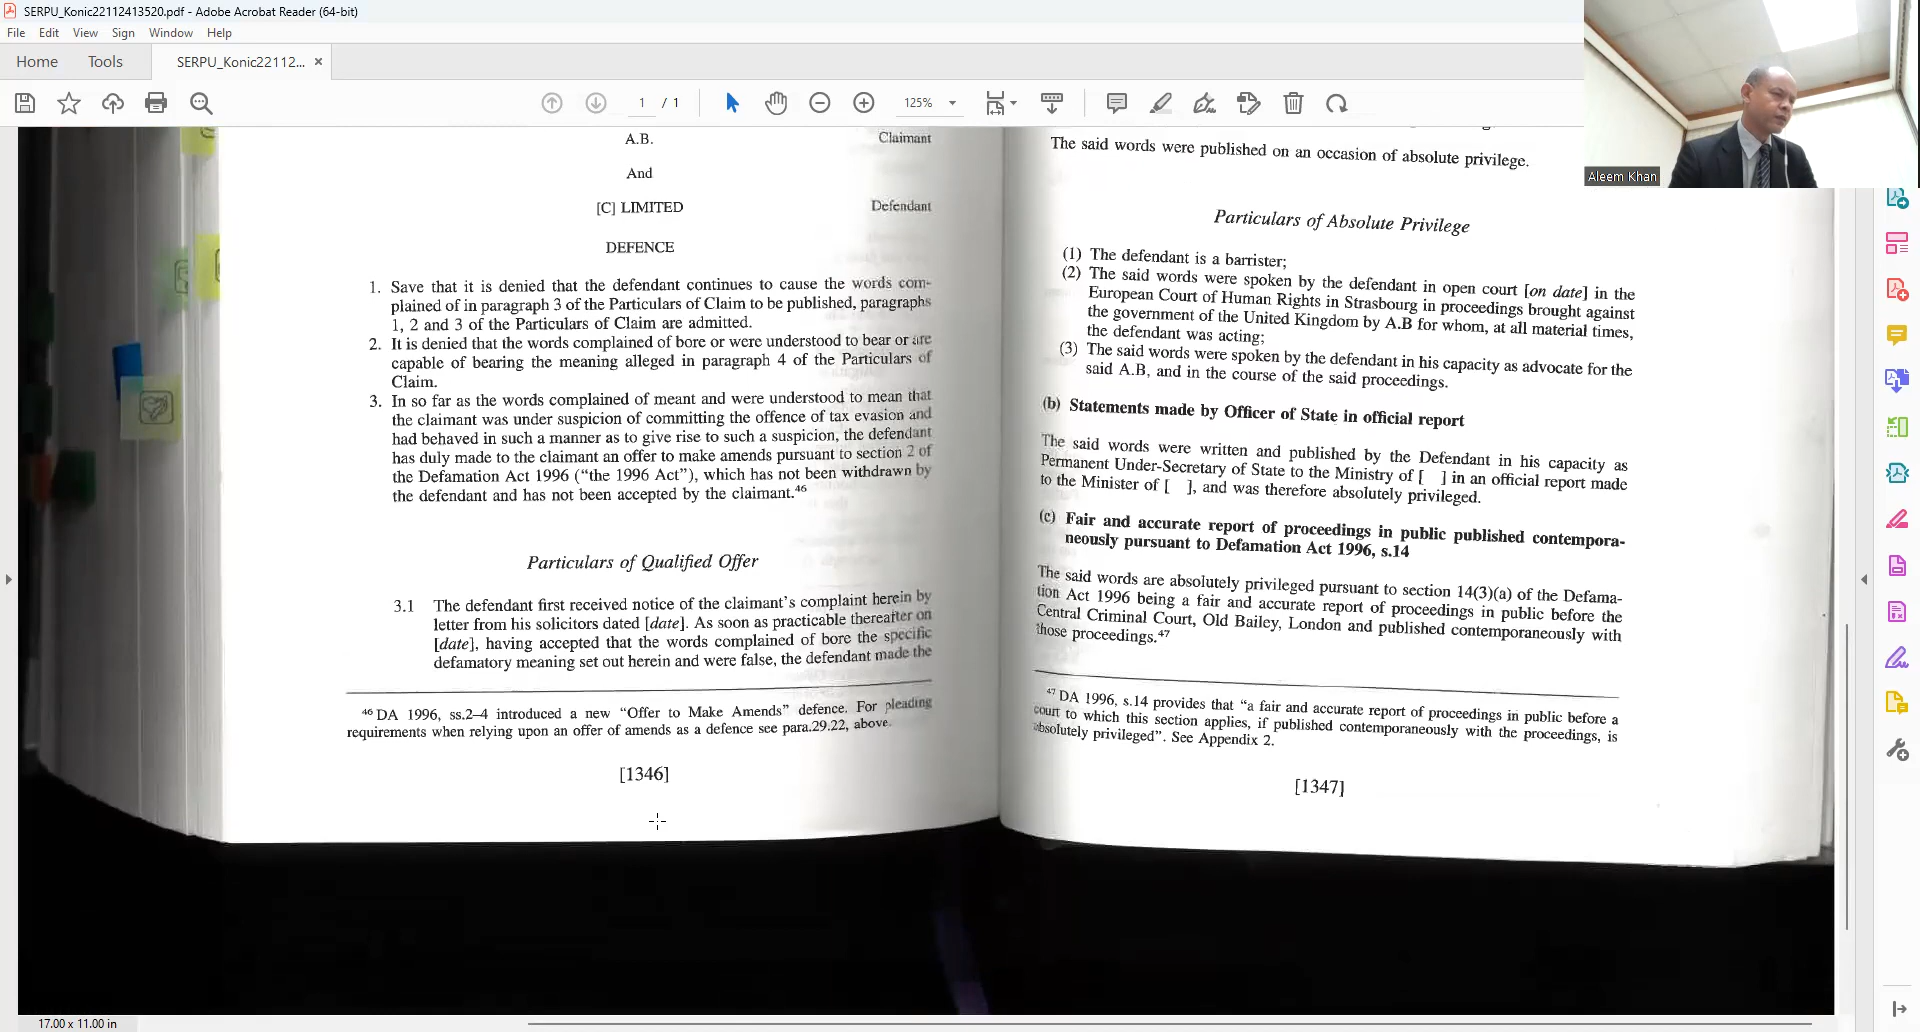 SERPU_Konic22112413520.pdf - Adobe Acrobat Reader (64-bit)
File Edit View Sign Window Help
Home Tools SERPU_Konic22112... ×
1 / 1 125%
Aleem Khan
A.B. Claimant
And
[C] LIMITED Defendant
DEFENCE
1. Save that it is denied that the defendant continues to cause the words com-
plained of in paragraph 3 of the Particulars of Claim to be published, paragraphs
1, 2 and 3 of the Particulars of Claim are admitted.
2. It is denied that the words complained of bore or were understood to bear or are
capable of bearing the meaning alleged in paragraph 4 of the Particulars of
Claim.
3. In so far as the words complained of meant and were understood to mean that
the claimant was under suspicion of committing the offence of tax evasion and
had behaved in such a manner as to give rise to such a suspicion, the defendant
has duly made to the claimant an offer to make amends pursuant to section 2 of
the Defamation Act 1996 (“the 1996 Act”), which has not been withdrawn by
the defendant and has not been accepted by the claimant.46
Particulars of Qualified Offer
3.1 The defendant first received notice of the claimant’s complaint herein by
letter from his solicitors dated [date]. As soon as practicable thereafter on
[date], having accepted that the words complained of bore the specific
defamatory meaning set out herein and were false, the defendant made the
46 DA 1996, ss.2–4 introduced a new “Offer to Make Amends” defence. For pleading
requirements when relying upon an offer of amends as a defence see para.29.22, above.
[1346]
The said words were published on an occasion of absolute privilege.
Particulars of Absolute Privilege
(1) The defendant is a barrister;
(2) The said words were spoken by the defendant in open court [on date] in the
European Court of Human Rights in Strasbourg in proceedings brought against
the government of the United Kingdom by A.B for whom, at all material times,
the defendant was acting;
(3) The said words were spoken by the defendant in his capacity as advocate for the
said A.B, and in the course of the said proceedings.
(b) Statements made by Officer of State in official report
The said words were written and published by the Defendant in his capacity as
Permanent Under-Secretary of State to the Ministry of [ ] in an official report made
to the Minister of [ ], and was therefore absolutely privileged.
(c) Fair and accurate report of proceedings in public published contempora-
neously pursuant to Defamation Act 1996, s.14
The said words are absolutely privileged pursuant to section 14(3)(a) of the Defama-
tion Act 1996 being a fair and accurate report of proceedings in public before the
Central Criminal Court, Old Bailey, London and published contemporaneously with
those proceedings.47
47 DA 1996, s.14 provides that “a fair and accurate report of proceedings in public before a
court to which this section applies, if published contemporaneously with the proceedings, is
absolutely privileged”. See Appendix 2.
[1347]
17.00 x 11.00 in